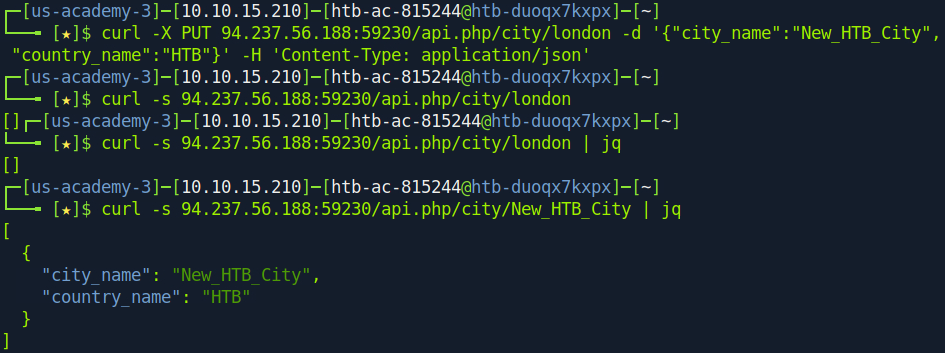 ┌─[us-academy-3]─[10.10.15.210]─[htb-ac-815244@htb-duoqx7kxpx]─[~]
└──╼ [★]$ curl -X PUT 94.237.56.188:59230/api.php/city/london -d '{"city_name":"New_HTB_City",
"country_name":"HTB"}' -H 'Content-Type: application/json'
┌─[us-academy-3]─[10.10.15.210]─[htb-ac-815244@htb-duoqx7kxpx]─[~]
└──╼ [★]$ curl -s 94.237.56.188:59230/api.php/city/london
[]┌─[us-academy-3]─[10.10.15.210]─[htb-ac-815244@htb-duoqx7kxpx]─[~]
└──╼ [★]$ curl -s 94.237.56.188:59230/api.php/city/london | jq
[]
┌─[us-academy-3]─[10.10.15.210]─[htb-ac-815244@htb-duoqx7kxpx]─[~]
└──╼ [★]$ curl -s 94.237.56.188:59230/api.php/city/New_HTB_City | jq
[
  {
    "city_name": "New_HTB_City",
    "country_name": "HTB"
  }
]